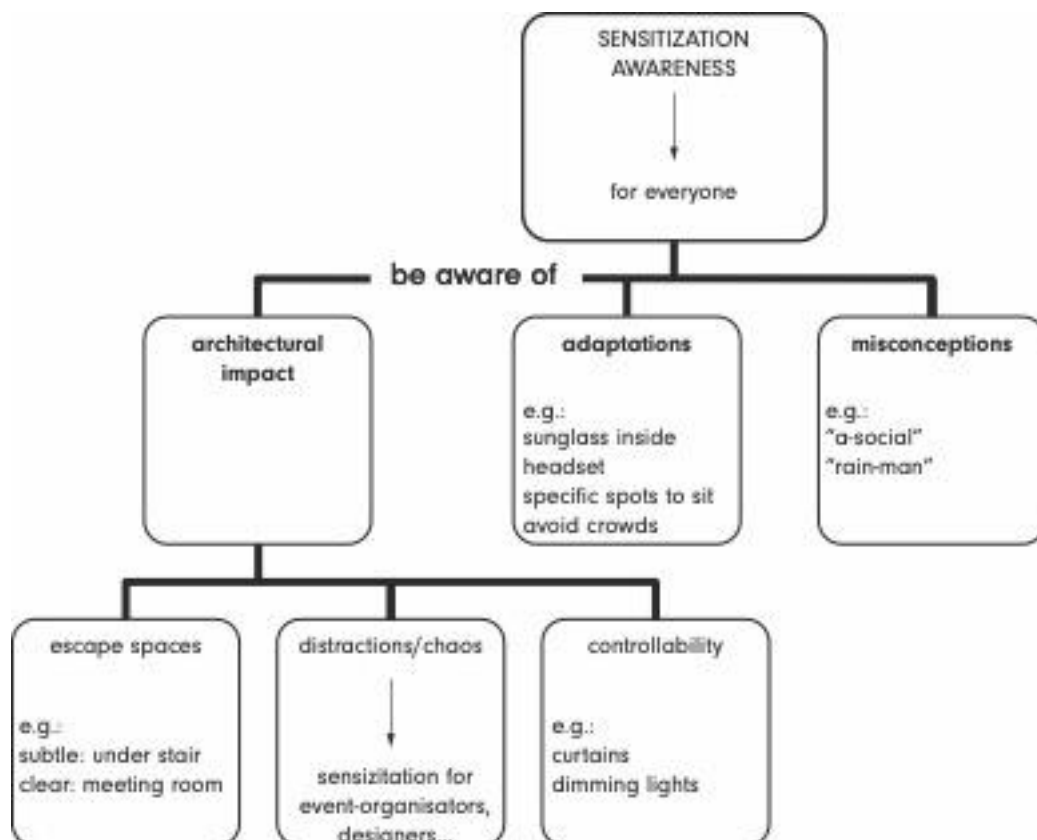 SENSITIZATION
AWARENESS
for everyone
be aware of
architectural
impact
adaptations
e.g.:
sunglass inside
headset
specific spots to sit
avoid crowds
misconceptions
e.g.:
"a-social"
"rain-man"
escape spaces
e.g.:
subtle: under stair
clear: meeting room
distractions/chaos
sensizitation for
event-organisators,
designers...
controllability
e.g.:
curtains
dimming lights